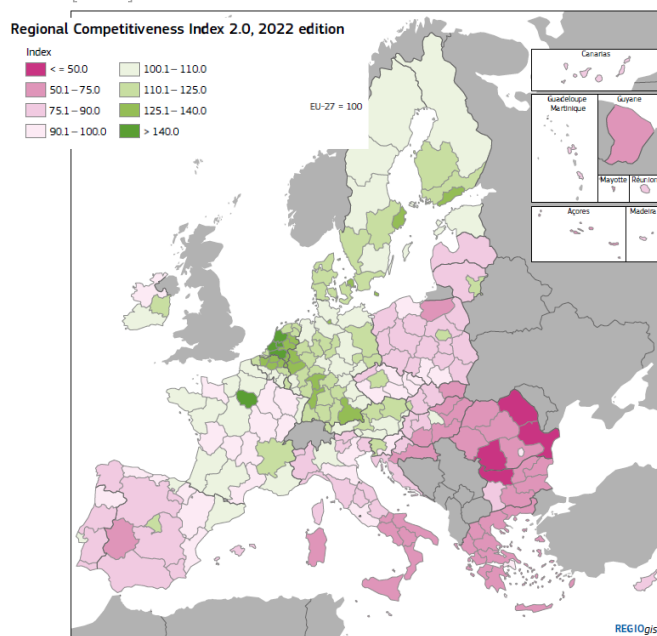 Regional Competitiveness Index 2.0, 2022 edition
Index
< = 50.0
50.1 – 75.0
75.1 – 90.0
90.1 – 100.0
100.1 – 110.0
110.1 – 125.0
125.1 – 140.0
> 140.0
EU-27 = 100
Canarias
Guadeloupe
Martinique
Guyane
Mayotte
Réunion
Açores
Madeira
REGIOgis